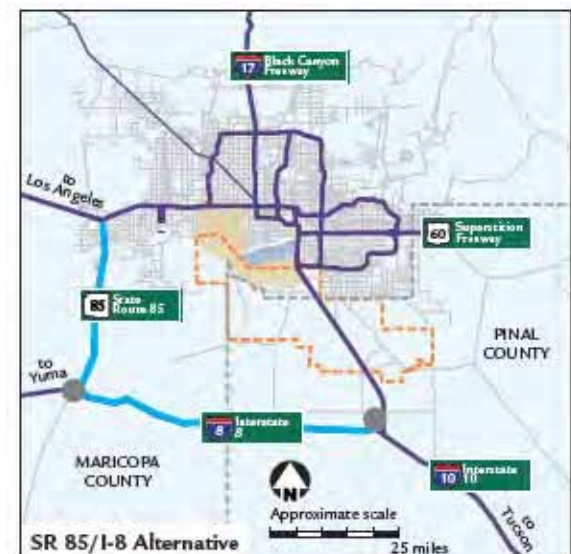 17 Black Canyon
Freeway
to
Los Angeles
60 Superstition
Freeway
85 State
Route 85
PINAL
COUNTY
to
Yuma
8 Interstate
8
MARICOPA
COUNTY
N
10 Interstate
10
Approximate scale
to
Tucson
25 miles
SR 85/I-8 Alternative